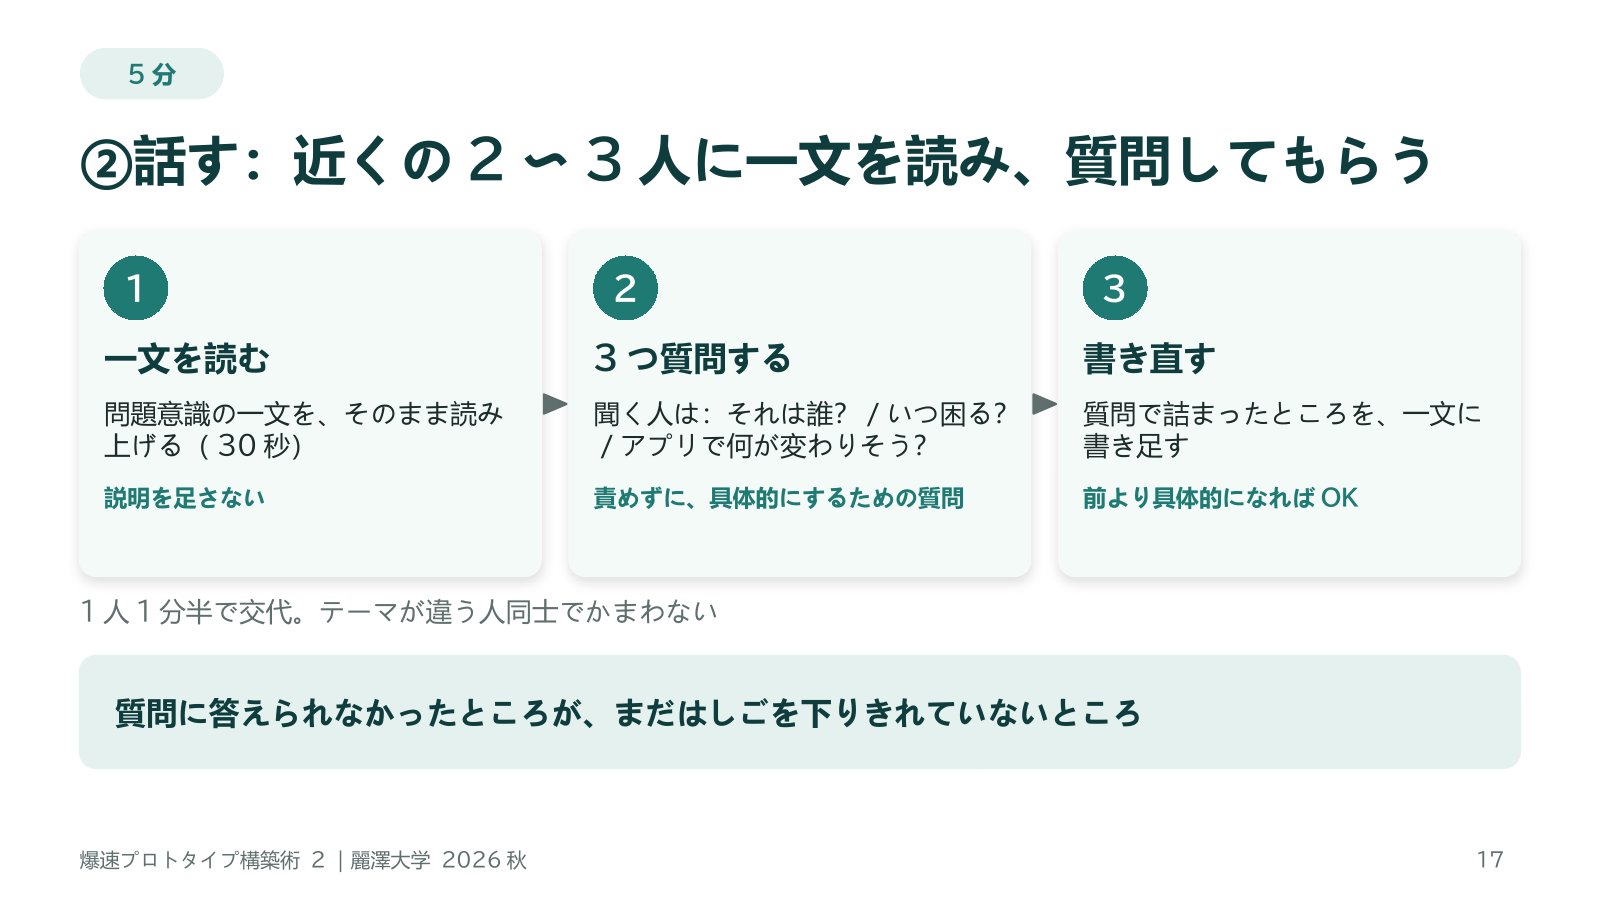 5分
②話す：近くの2〜3人に一文を読み、質問してもらう
1
一文を読む
問題意識の一文を、そのまま読み
上げる（30秒）
説明を足さない
2
3つ質問する
聞く人は：それは誰？ / いつ困る？
/ アプリで何が変わりそう？
責めずに、具体的にするための質問
3
書き直す
質問で詰まったところを、一文に
書き足す
前より具体的になればOK
1人1分半で交代。テーマが違う人同士でかまわない
質問に答えられなかったところが、まだはしごを下りきれていないところ
爆速プロトタイプ構築術 2 | 麗澤大学 2026秋
17